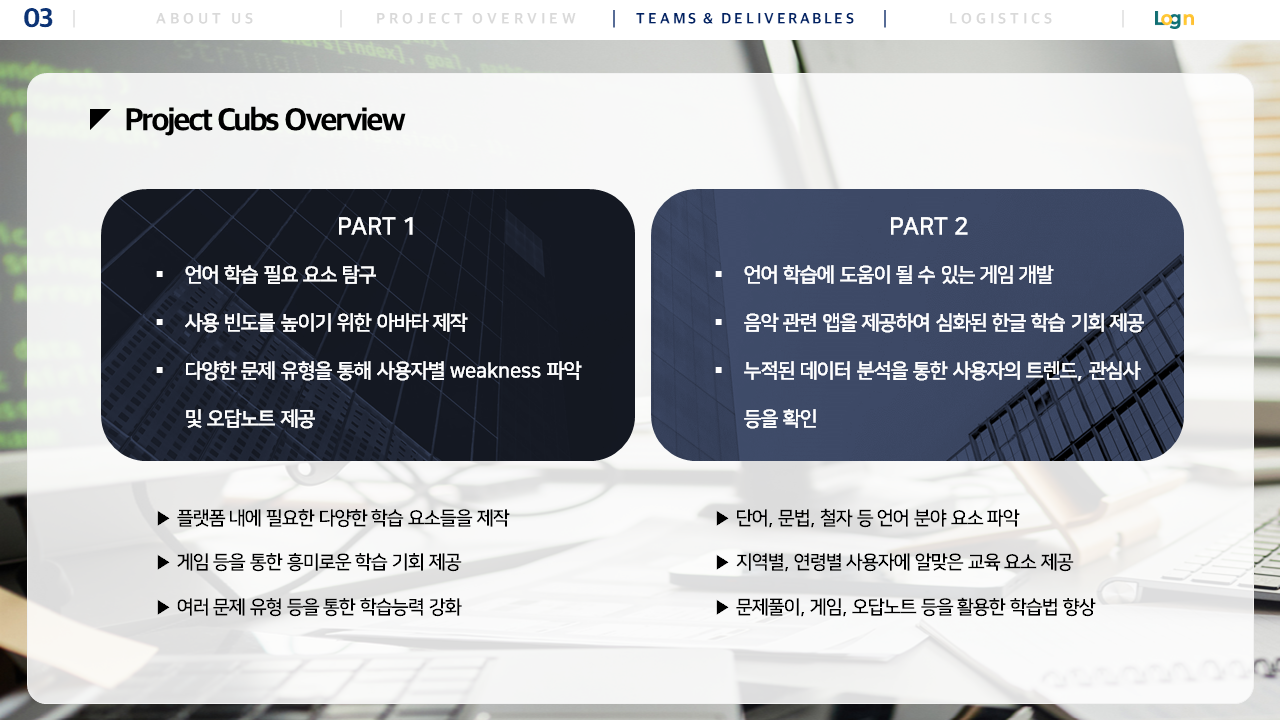 03
ABOUT US
PROJECT OVERVIEW
TEAMS & DELIVERABLES
LOGISTICS
Login
Project Cubs Overview
PART 1
▪ 언어 학습 필요 요소 탐구
▪ 사용 빈도를 높이기 위한 아바타 제작
▪ 다양한 문제 유형을 통해 사용자별 weakness 파악
및 오답노트 제공
PART 2
▪ 언어 학습에 도움이 될 수 있는 게임 개발
▪ 음악 관련 앱을 제공하여 심화된 한글 학습 기회 제공
▪ 누적된 데이터 분석을 통한 사용자의 트렌드, 관심사
등을 확인
▶ 플랫폼 내에 필요한 다양한 학습 요소들을 제작
▶ 게임 등을 통한 흥미로운 학습 기회 제공
▶ 여러 문제 유형 등을 통한 학습능력 강화
▶ 단어, 문법, 철자 등 언어 분야 요소 파악
▶ 지역별, 연령별 사용자에 알맞은 교육 요소 제공
▶ 문제풀이, 게임, 오답노트 등을 활용한 학습법 향상